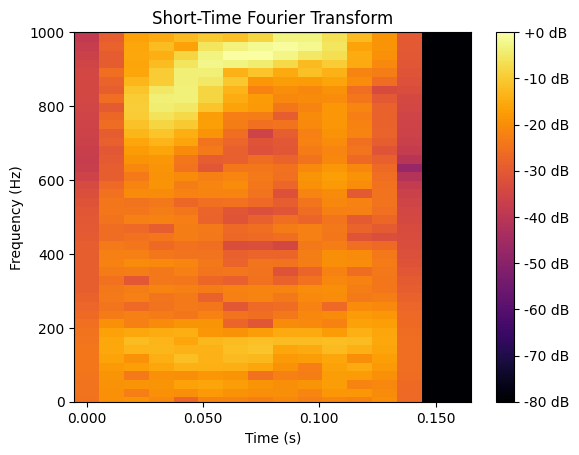 Short-Time Fourier Transform
Frequency (Hz)
1000
800
600
400
200
0
0.000 0.050 0.100 0.150
Time (s)
+0 dB
-10 dB
-20 dB
-30 dB
-40 dB
-50 dB
-60 dB
-70 dB
-80 dB